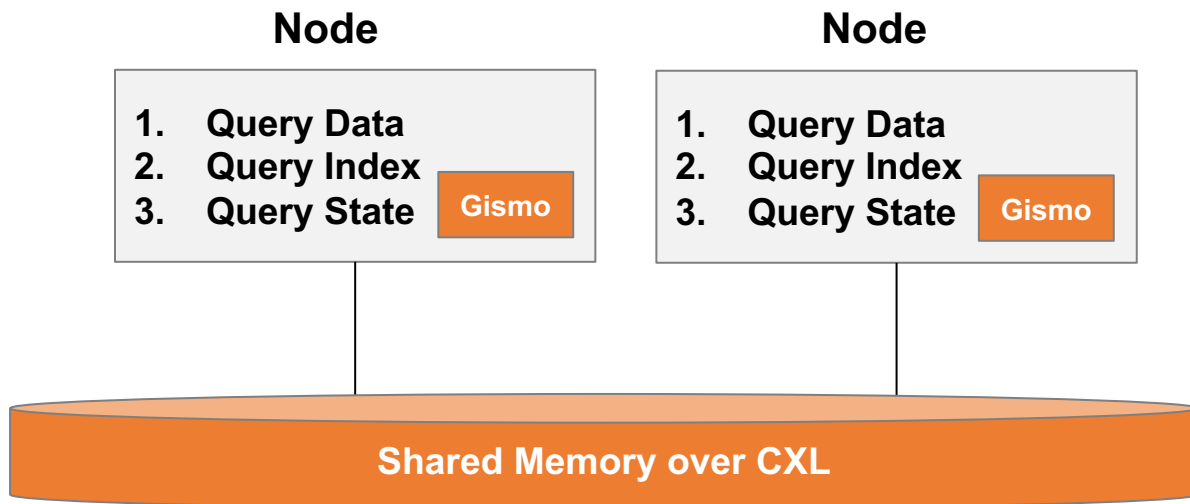 Node
1. Query Data
2. Query Index
3. Query State
Gismo
Node
1. Query Data
2. Query Index
3. Query State
Gismo
Shared Memory over CXL